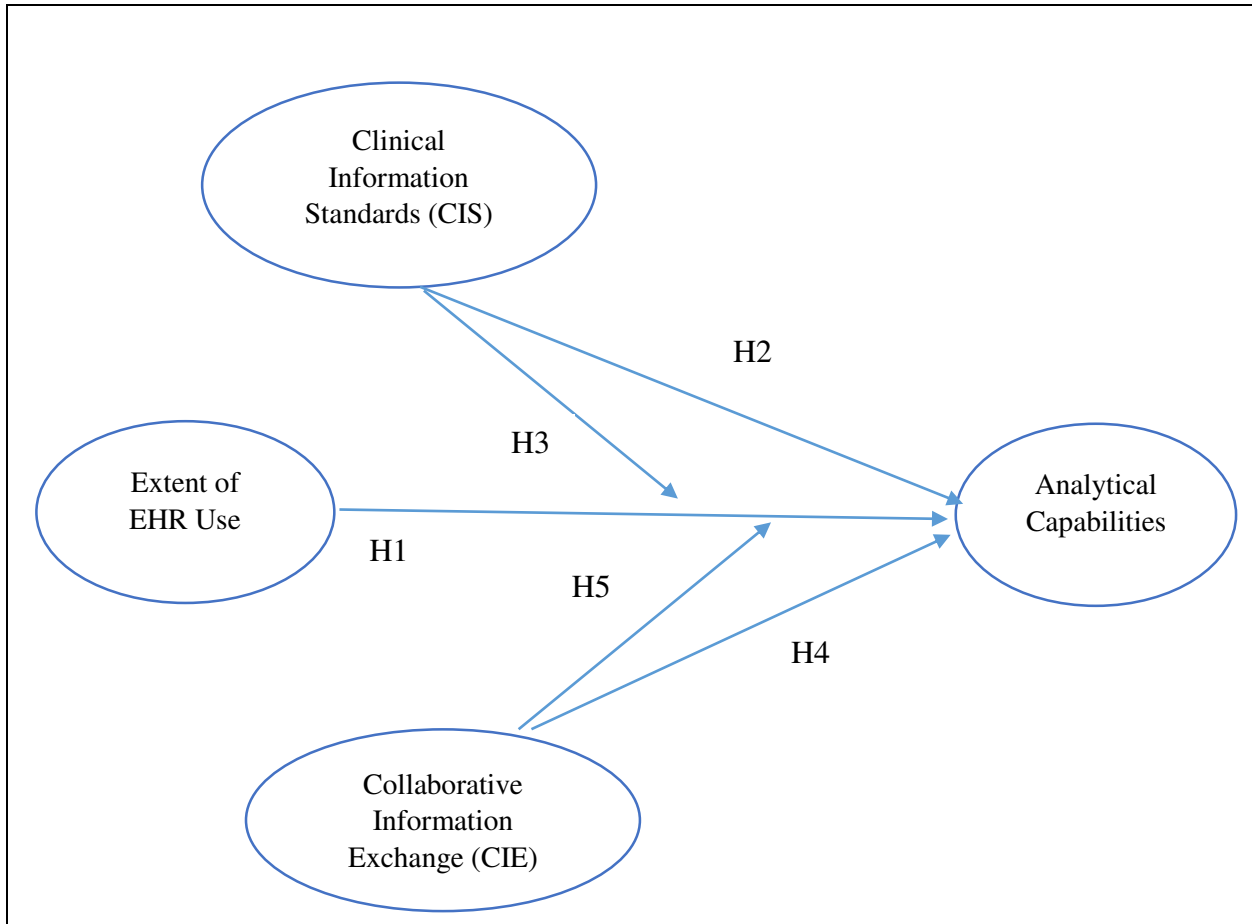 Clinical
Information
Standards (CIS)
H2
H3
Extent of
EHR Use
Analytical
Capabilities
H1
H5
H4
Collaborative
Information
Exchange (CIE)